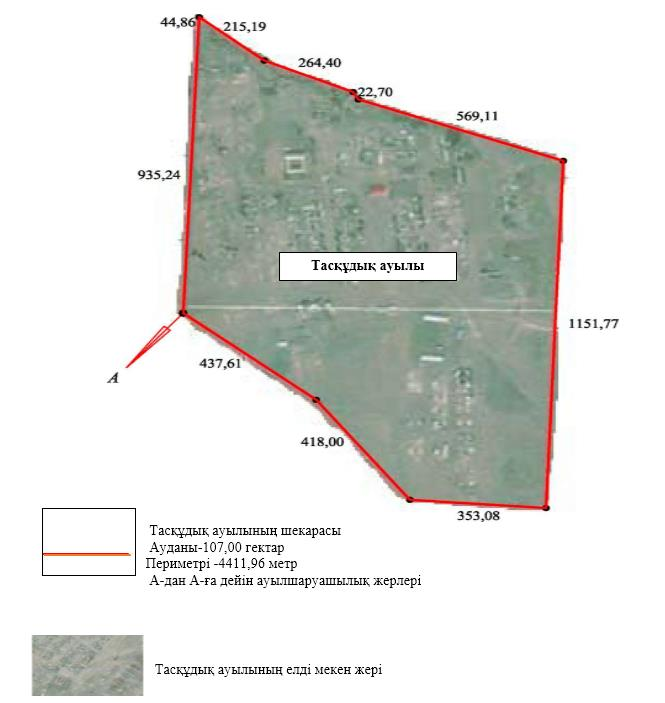 44,86
215,19
264,40
22,70
569,11
935,24
Тасқұдық ауылы
1151,77
437,61
А
418,00
353,08
Тасқұдық ауылының шекарасы
Ауданы-107,00 гектар
Периметрі -4411,96 метр
А-дан А-ға дейін ауылшаруашылық жерлері
Тасқұдық ауылының елді мекен жері